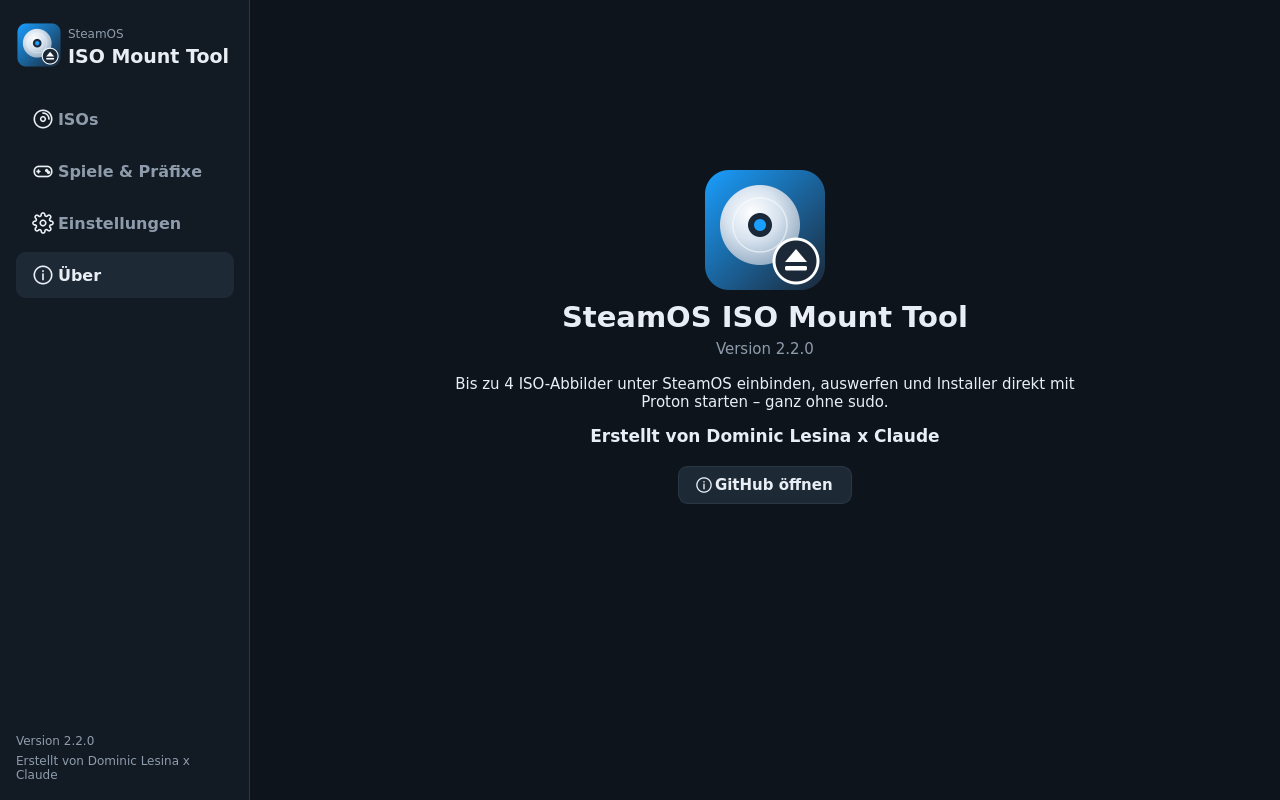 SteamOS
ISO Mount Tool
ISOs
Spiele & Präfixe
Einstellungen
Über
SteamOS ISO Mount Tool
Version 2.2.0
Bis zu 4 ISO-Abbilder unter SteamOS einbinden, auswerfen und Installer direkt mit
Proton starten – ganz ohne sudo.
Erstellt von Dominic Lesina x Claude
GitHub öffnen
Version 2.2.0
Erstellt von Dominic Lesina x
Claude